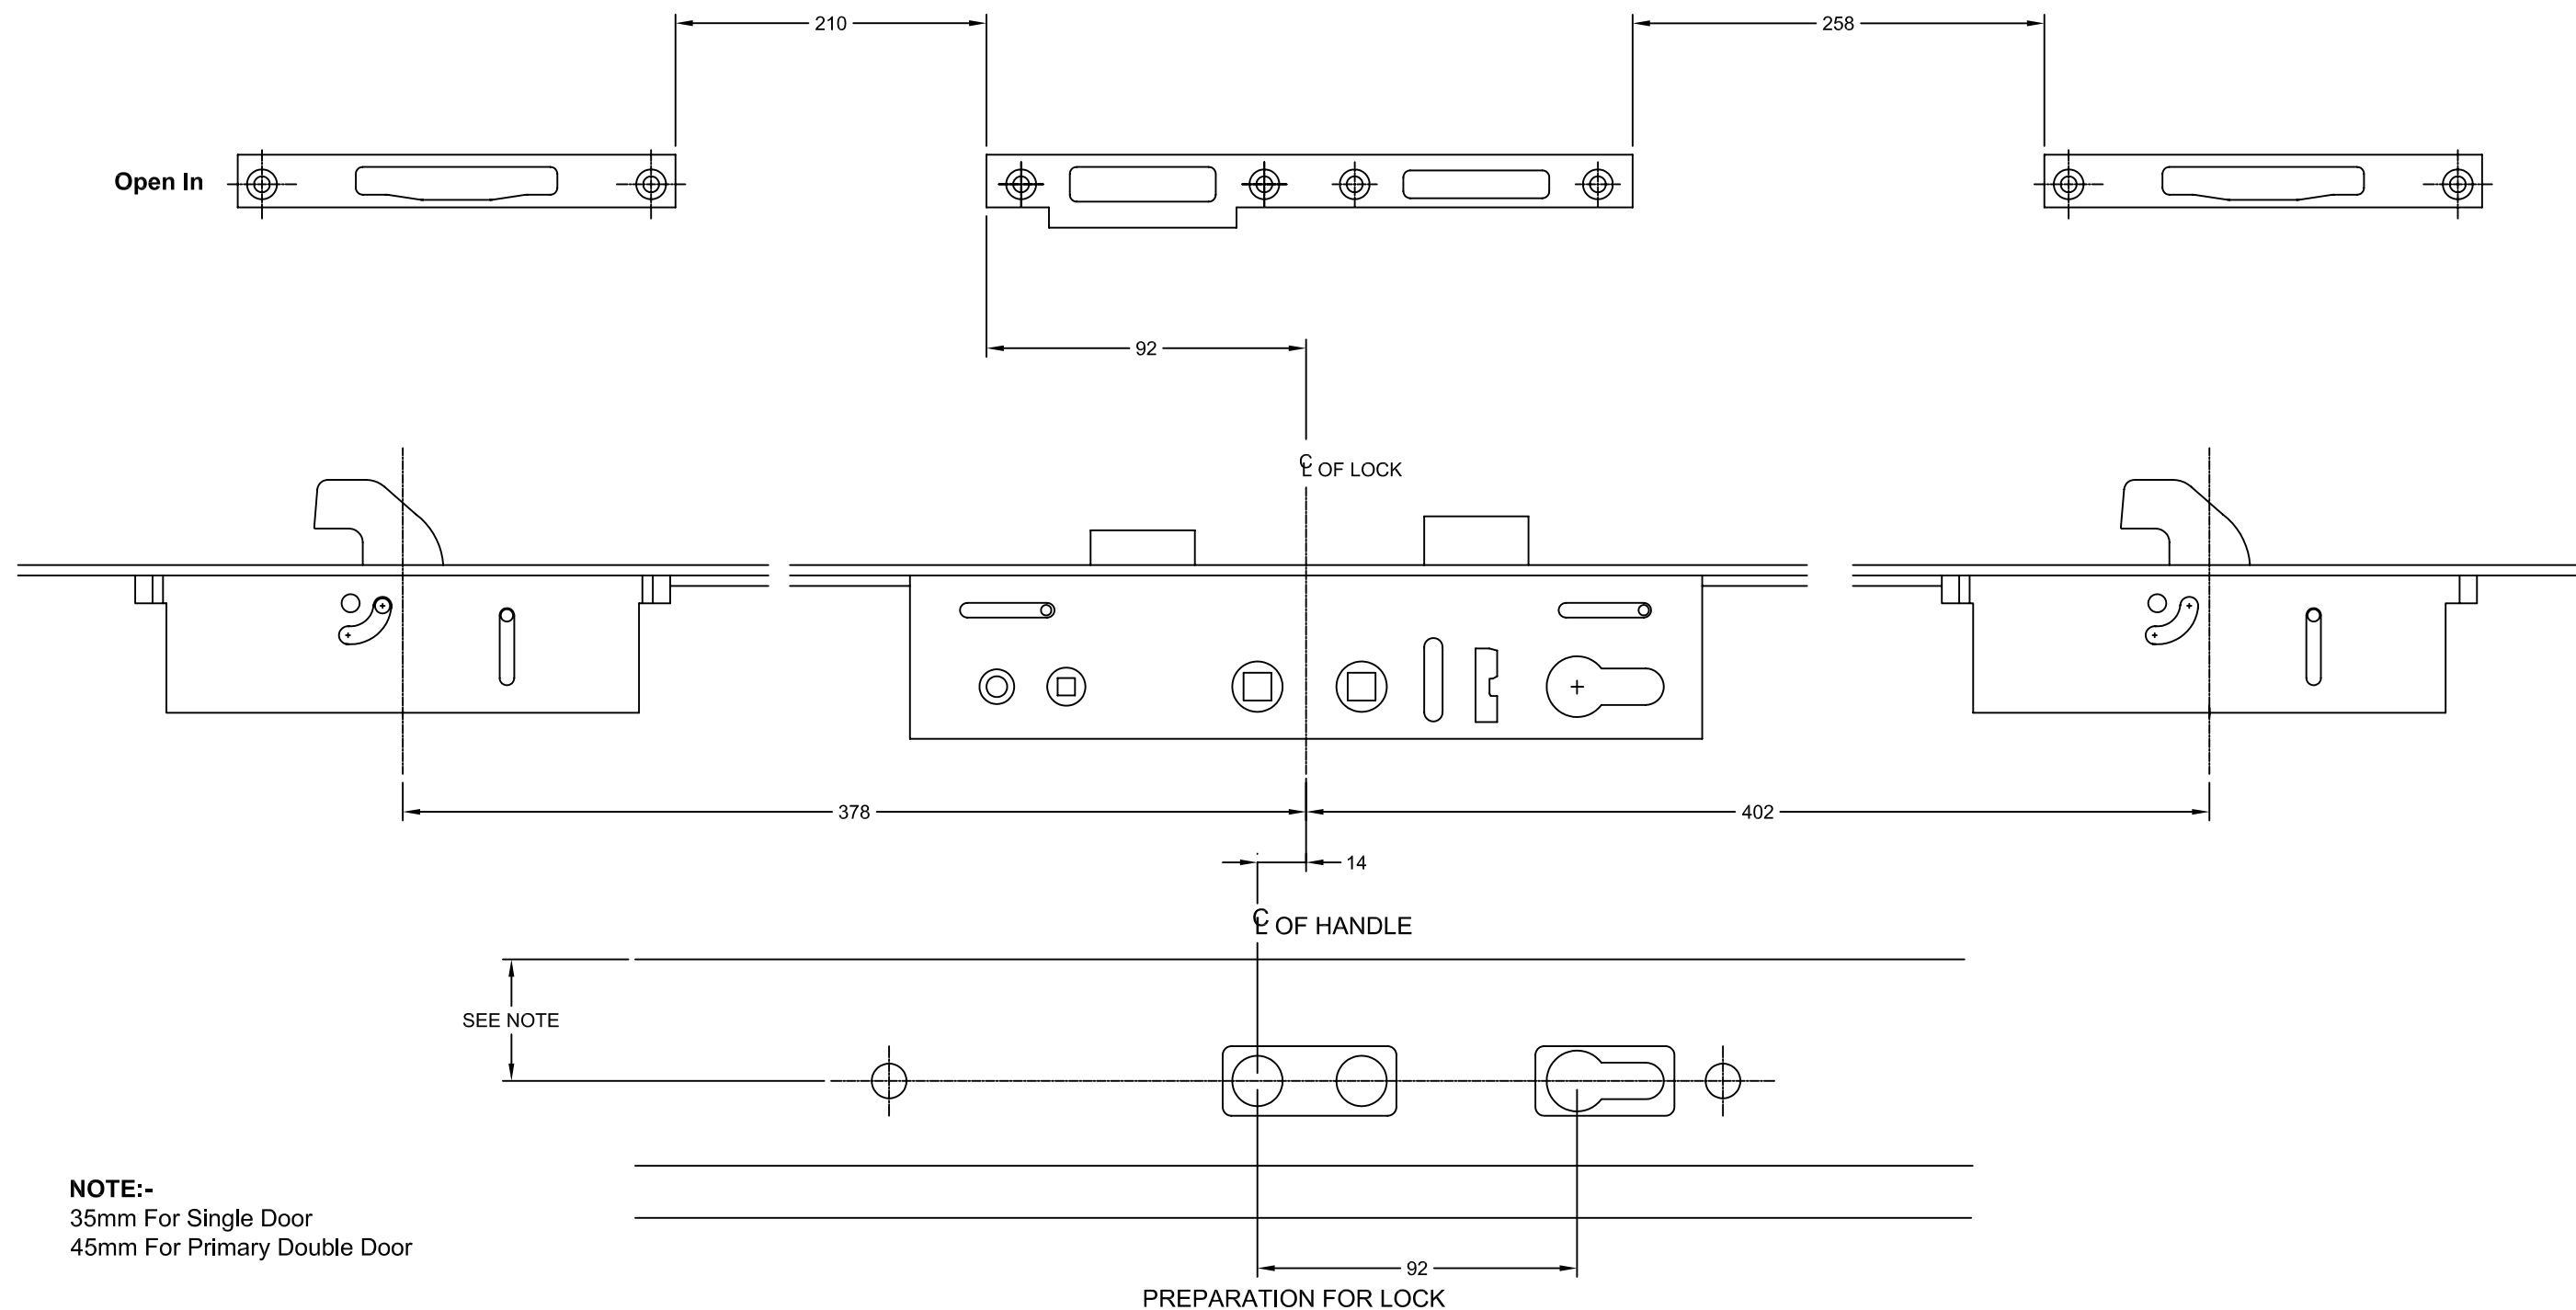 210
258
Open In
92
℄ OF LOCK
378
402
14
℄ OF HANDLE
SEE NOTE
NOTE:-
35mm For Single Door
45mm For Primary Double Door
92
PREPARATION FOR LOCK